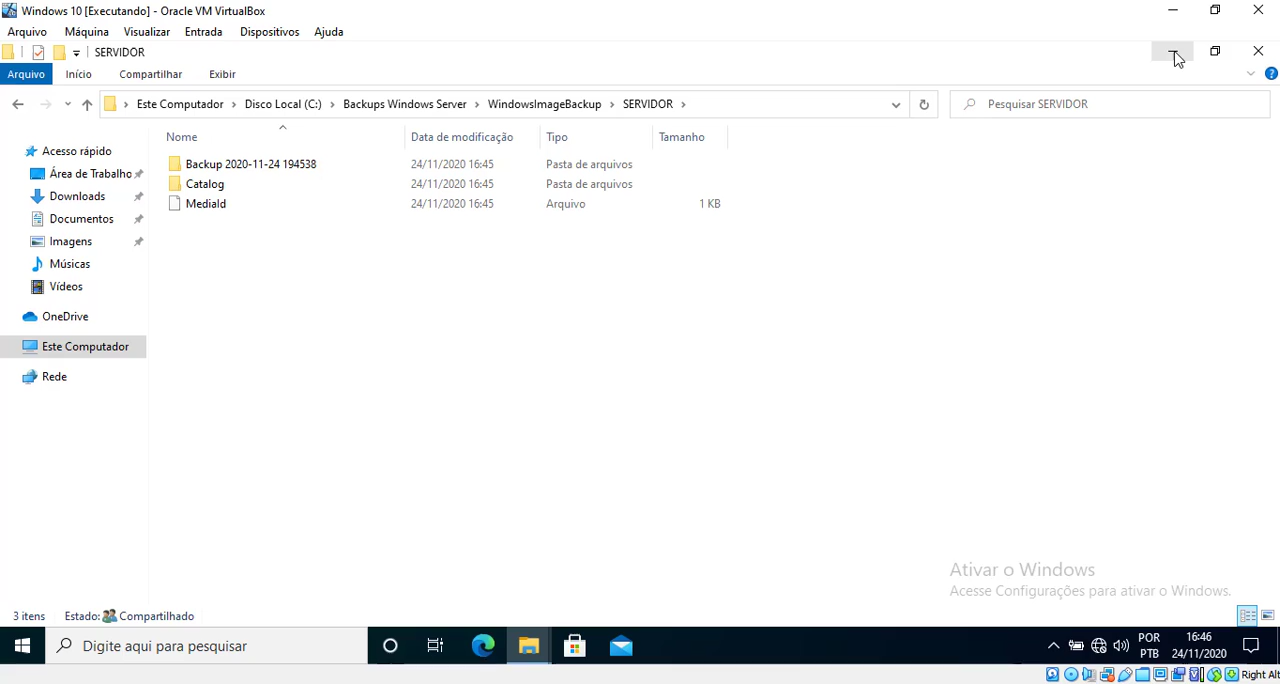 Windows 10 [Executando] - Oracle VM VirtualBox
Arquivo Máquina Visualizar Entrada Dispositivos Ajuda
SERVIDOR
Arquivo Início Compartilhar Exibir
Este Computador Disco Local (C:) Backups Windows Server WindowsImageBackup SERVIDOR Pesquisar SERVIDOR
Nome Data de modificação Tipo Tamanho
Acesso rápido
Área de Trabalho
Downloads
Documentos
Imagens
Músicas
Vídeos
OneDrive
Este Computador
Rede
Backup 2020-11-24 194538 24/11/2020 16:45 Pasta de arquivos
Catalog 24/11/2020 16:45 Pasta de arquivos
MediaId 24/11/2020 16:45 Arquivo 1 KB
Ativar o Windows
Acesse Configurações para ativar o Windows.
3 itens Estado: Compartilhado
Digite aqui para pesquisar
POR
PTB
16:46
24/11/2020
Right Alt